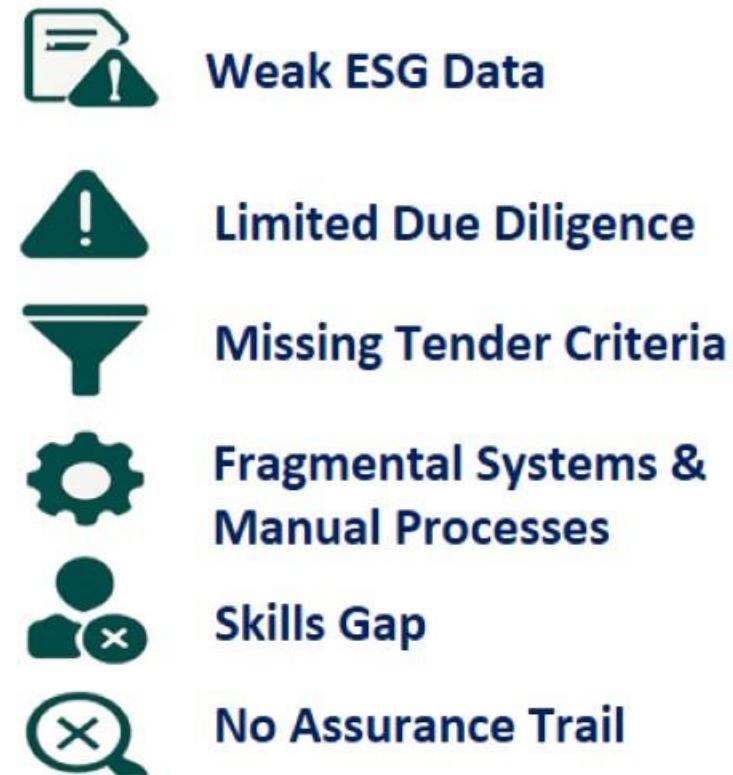 Weak ESG Data
Limited Due Diligence
Missing Tender Criteria
Fragmental Systems &
Manual Processes
Skills Gap
No Assurance Trail